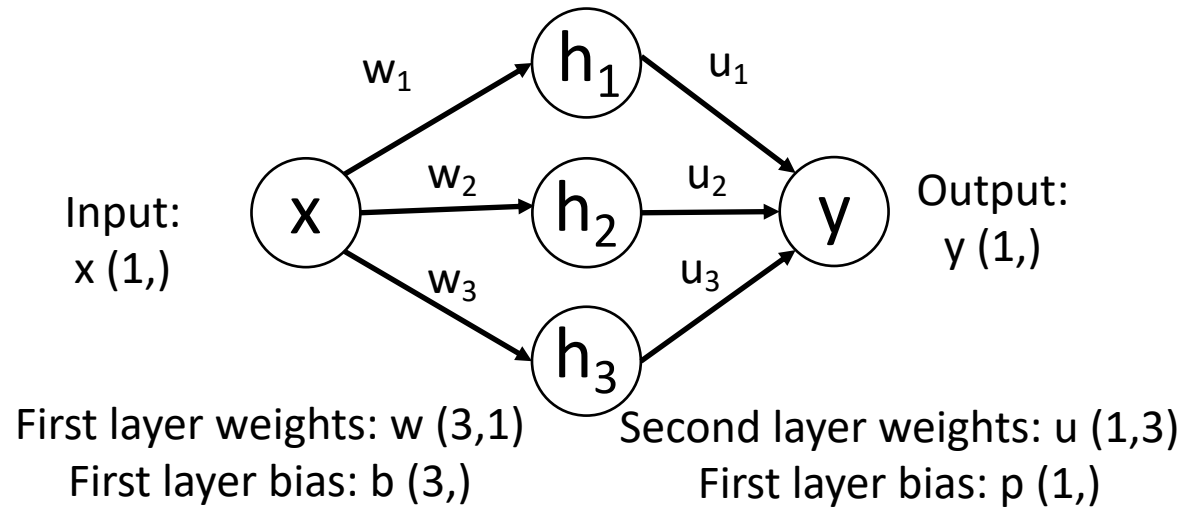 w₁
h₁
u₁
Input:
x (1,)
x
w₂
h₂
u₂
y
Output:
y (1,)
w₃
h₃
u₃
First layer weights: w (3,1)
First layer bias: b (3,)
Second layer weights: u (1,3)
First layer bias: p (1,)